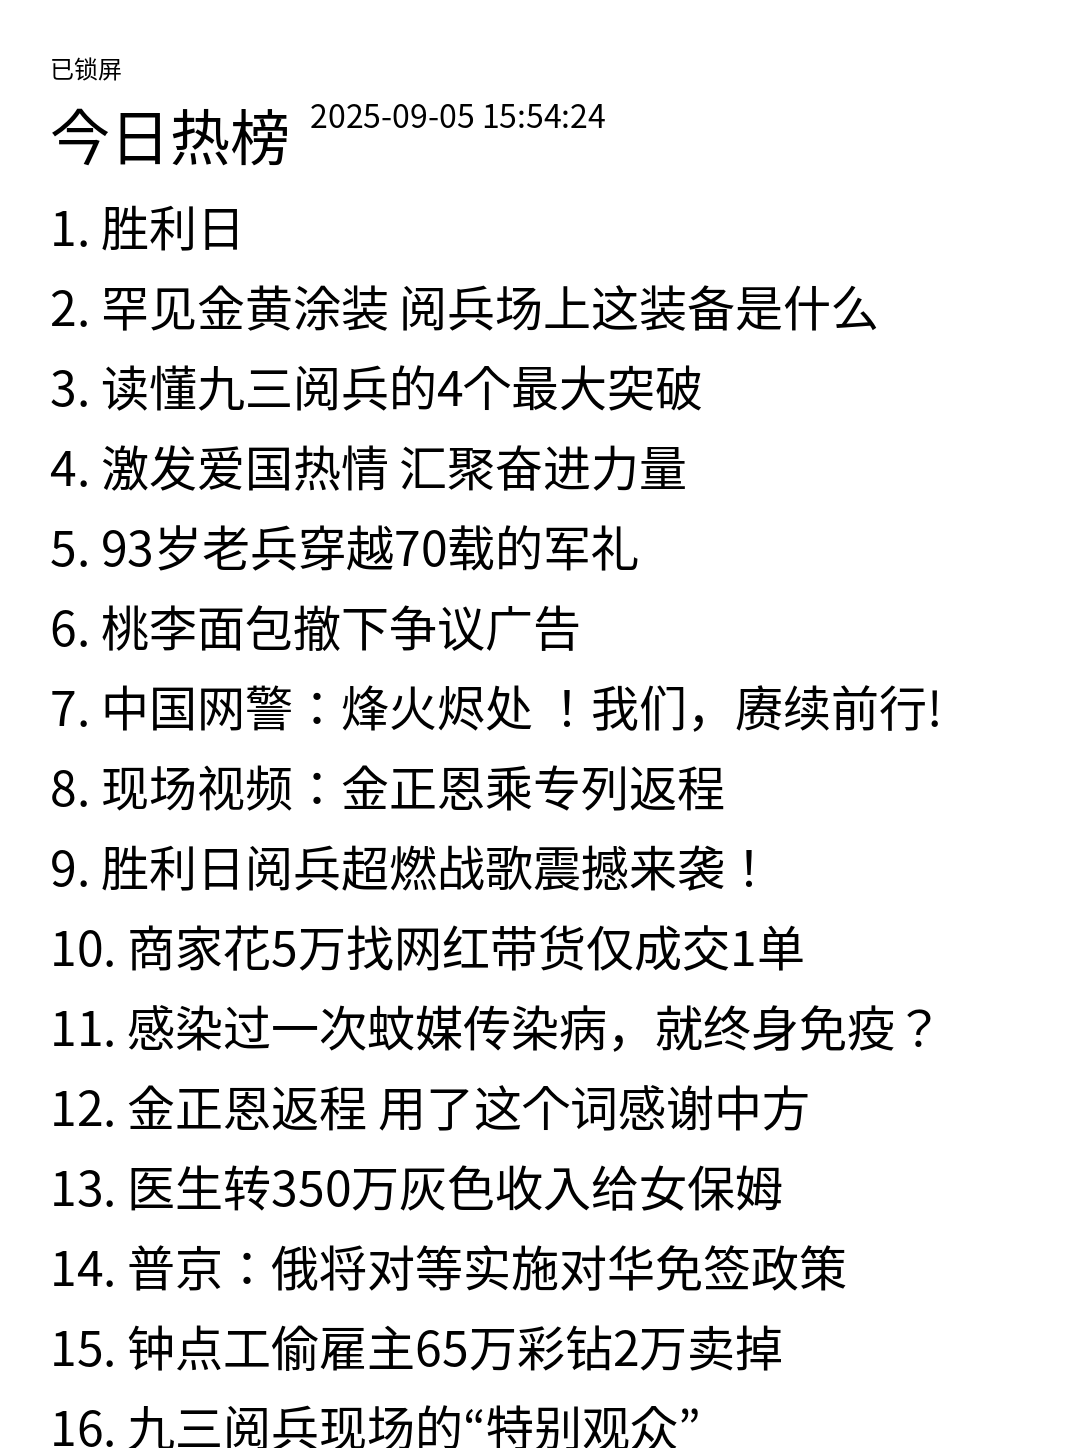 已锁屏
今日热榜 2025-09-05 15:54:24
1. 胜利日
2. 罕见金黄涂装 阅兵场上这装备是什么
3. 读懂九三阅兵的4个最大突破
4. 激发爱国热情 汇聚奋进力量
5. 93岁老兵穿越70载的军礼
6. 桃李面包撤下争议广告
7. 中国网警：烽火烬处 ！我们，赓续前行!
8. 现场视频：金正恩乘专列返程
9. 胜利日阅兵超燃战歌震撼来袭！
10. 商家花5万找网红带货仅成交1单
11. 感染过一次蚊媒传染病，就终身免疫？
12. 金正恩返程 用了这个词感谢中方
13. 医生转350万灰色收入给女保姆
14. 普京：俄将对等实施对华免签政策
15. 钟点工偷雇主65万彩钻2万卖掉
16. 九三阅兵现场的“特别观众”